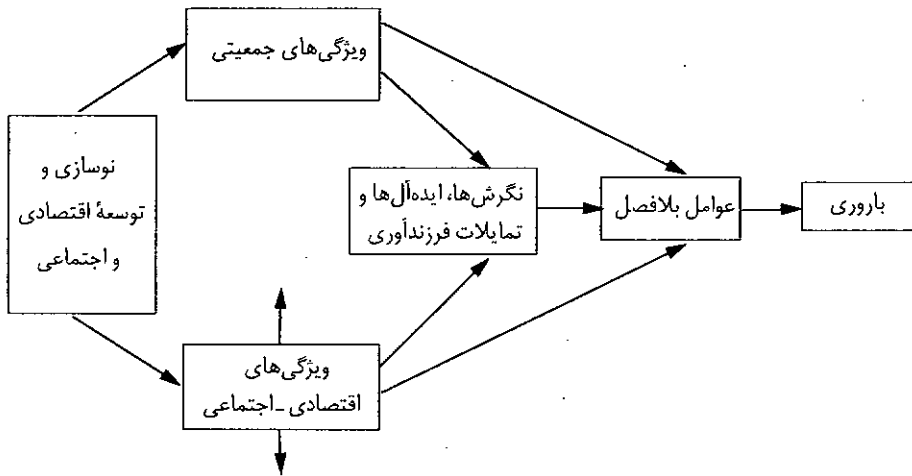 ویژگی‌های جمعیتی
نوسازی و
توسعهٔ اقتصادی
و اجتماعی
نگرش‌ها، ایده‌آل‌ها و
تمایلات فرزندآوری
عوامل بلافصل
باروری
ویژگی‌های
اقتصادی ـ اجتماعی